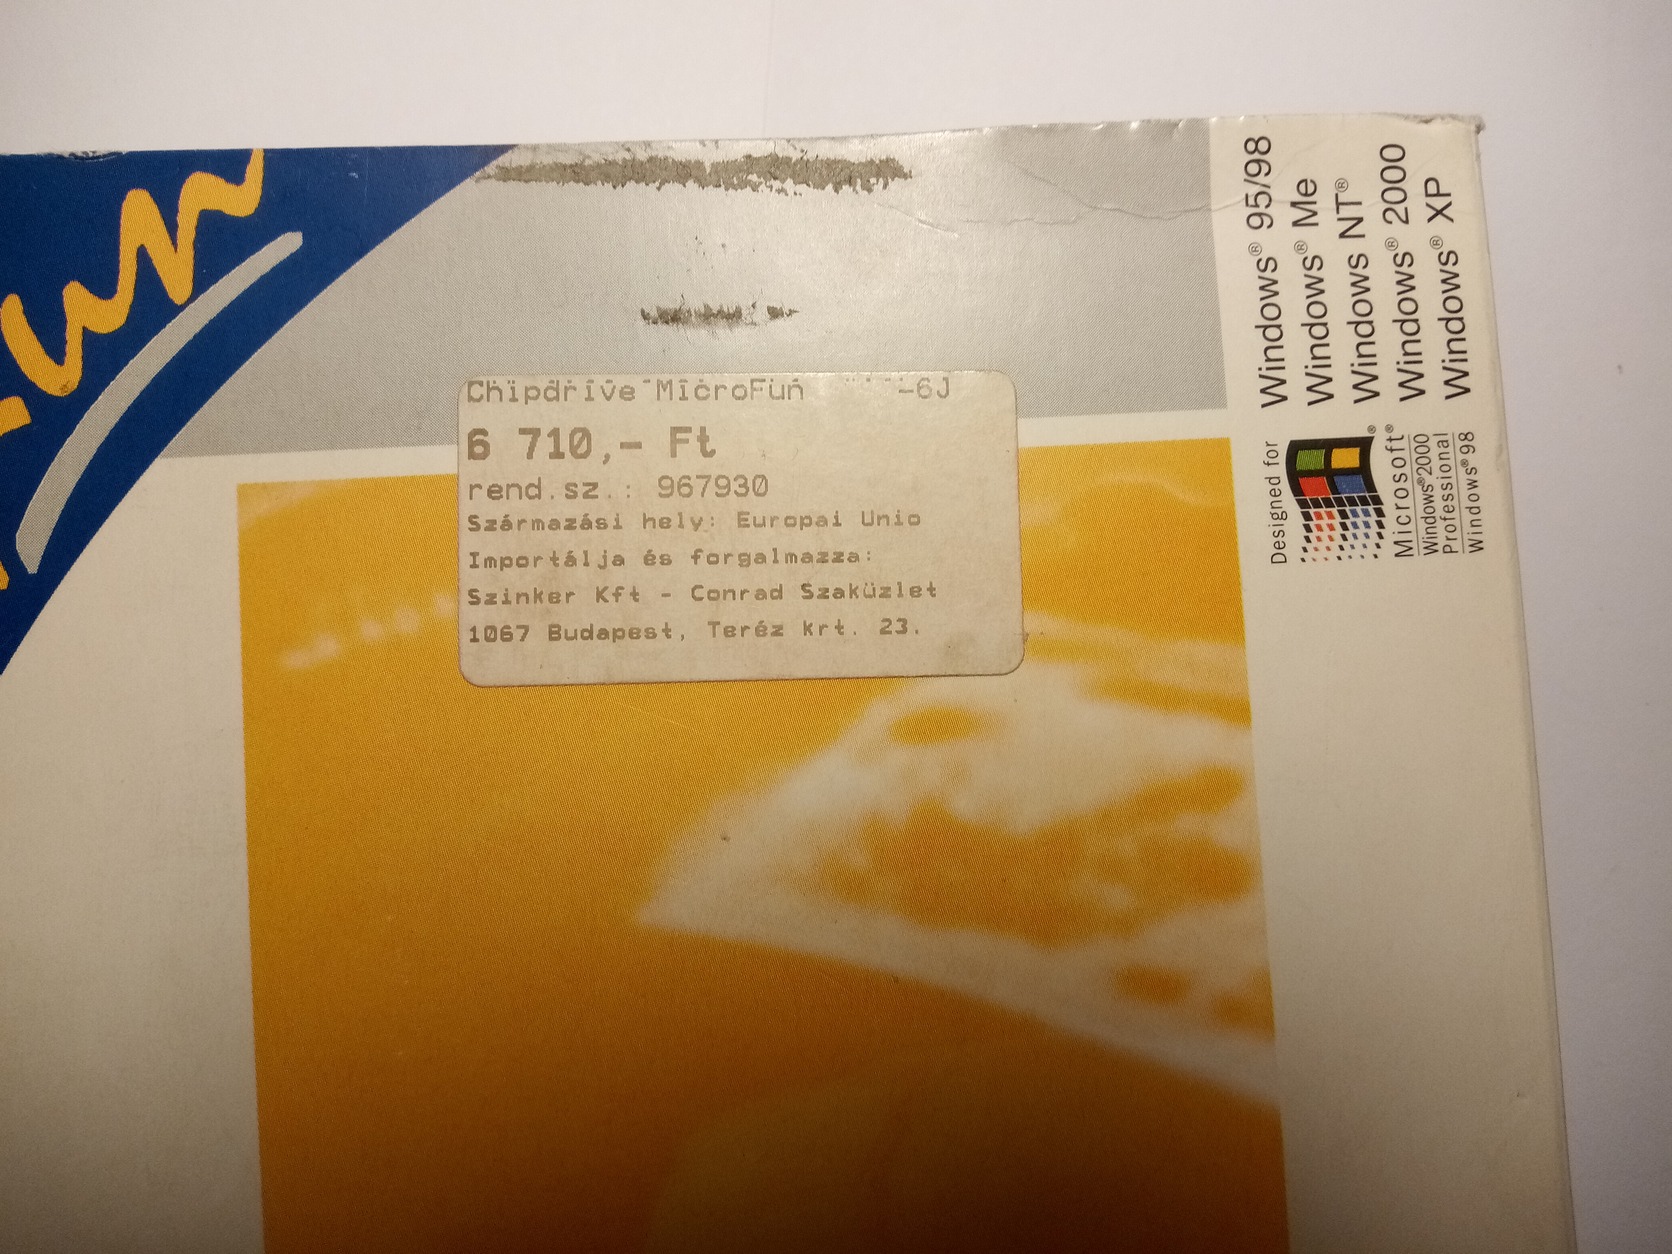 Chipdrive MicroFun
6 710,- Ft
rend.sz.: 967930
Származási hely: Europai Unio
Importálja és forgalmazza:
Szinker Kft - Conrad Szaküzlet
1067 Budapest, Teréz krt. 23.
Windows® 95/98
Windows® Me
Windows NT®
Windows® 2000
Windows® XP
Designed for
Microsoft®
Windows®2000
Professional
Windows®98